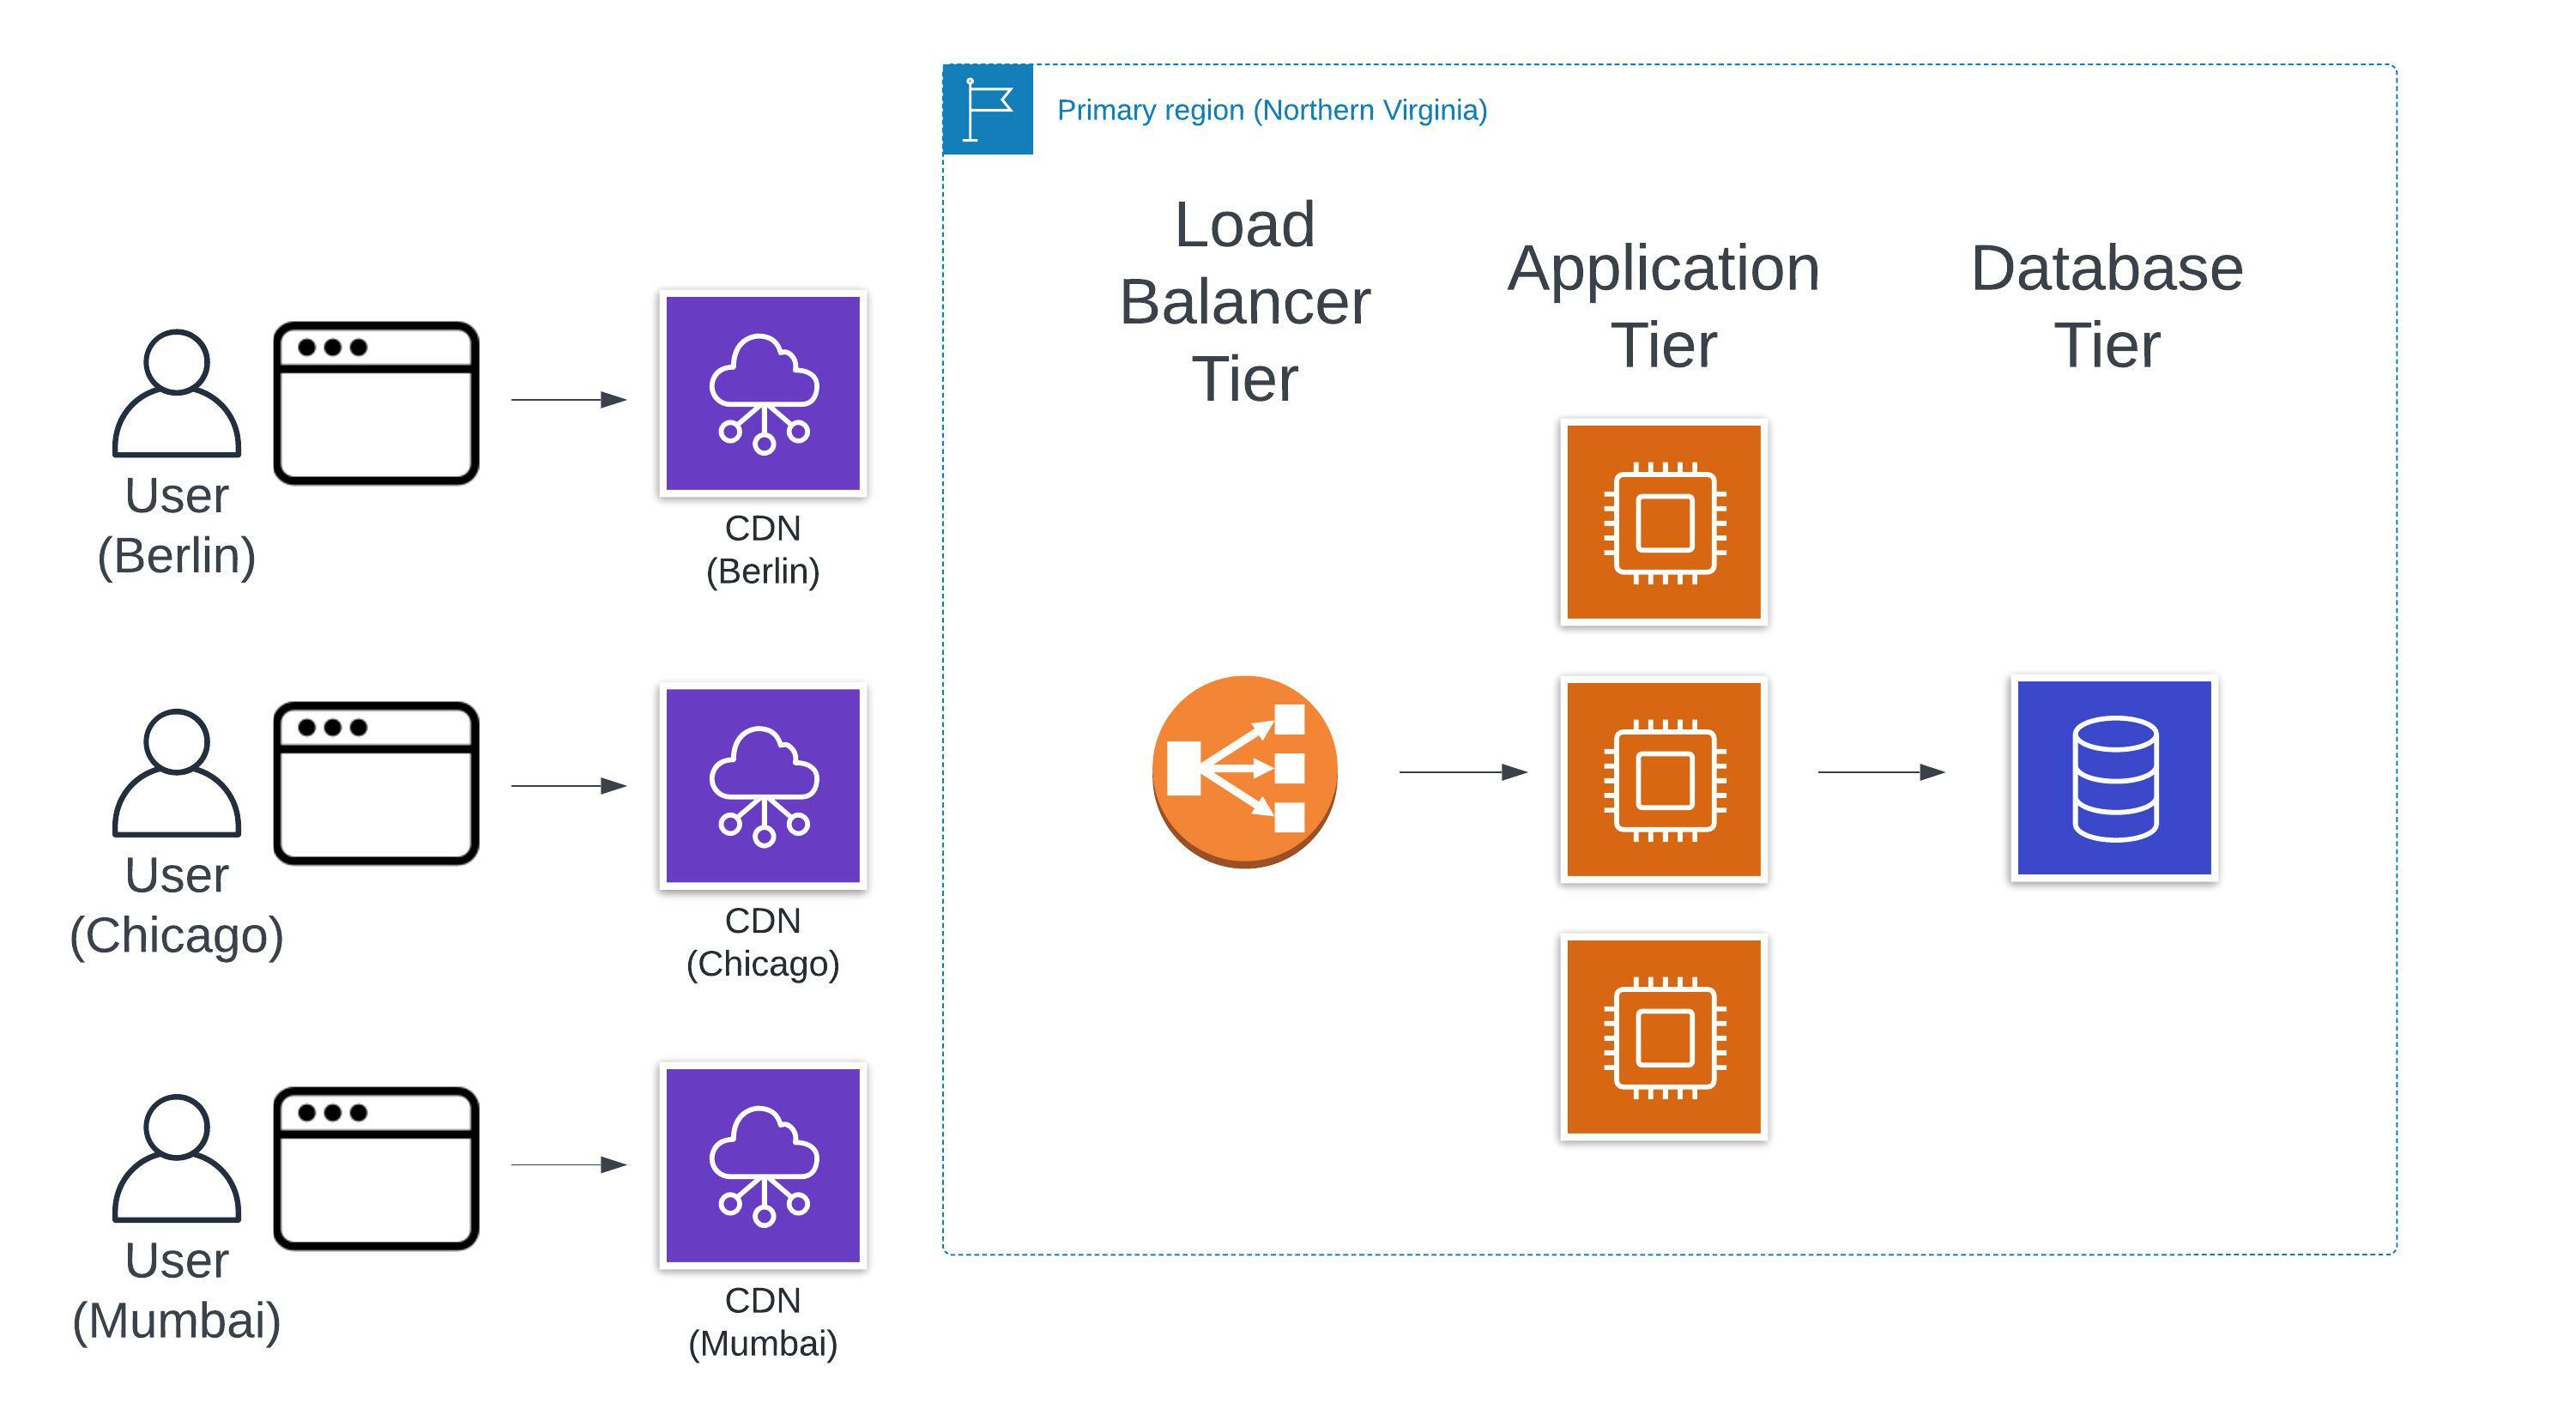 Primary region (Northern Virginia)
Load
Balancer
Tier
Application
Tier
Database
Tier
User
(Berlin)
CDN
(Berlin)
User
(Chicago)
CDN
(Chicago)
User
(Mumbai)
CDN
(Mumbai)